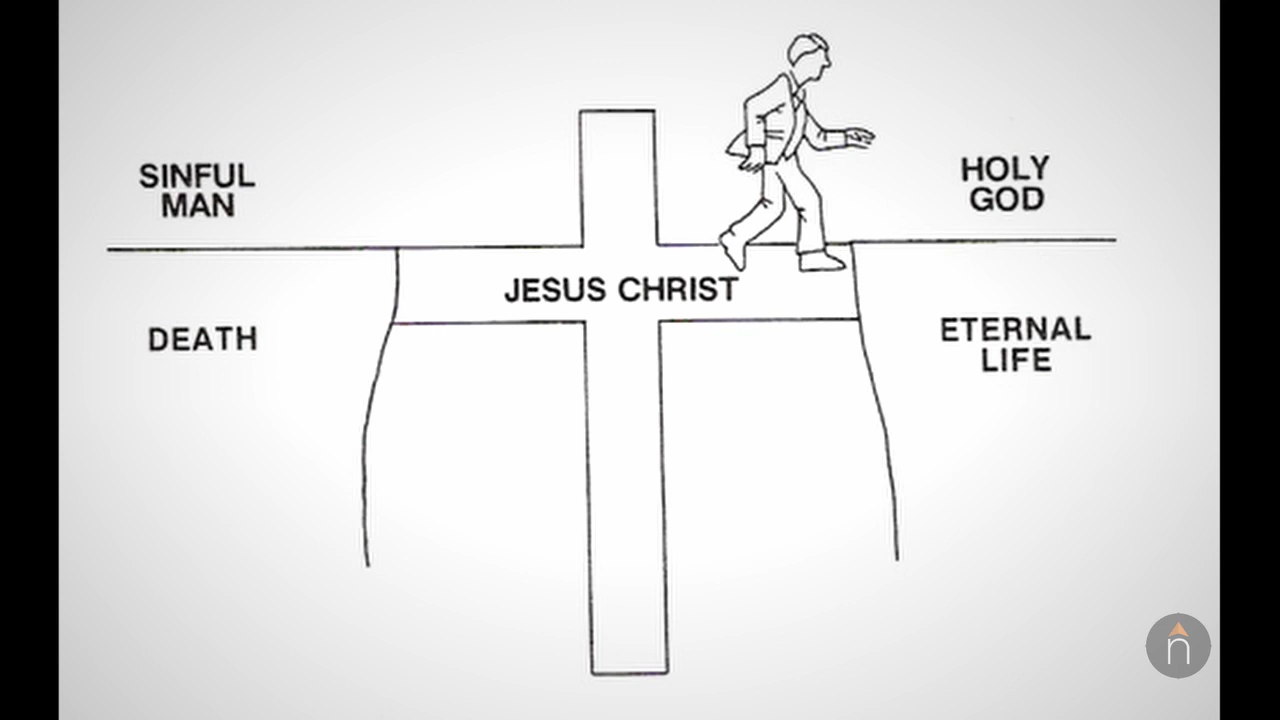 SINFUL
MAN
HOLY
GOD
JESUS CHRIST
DEATH
ETERNAL
LIFE
n